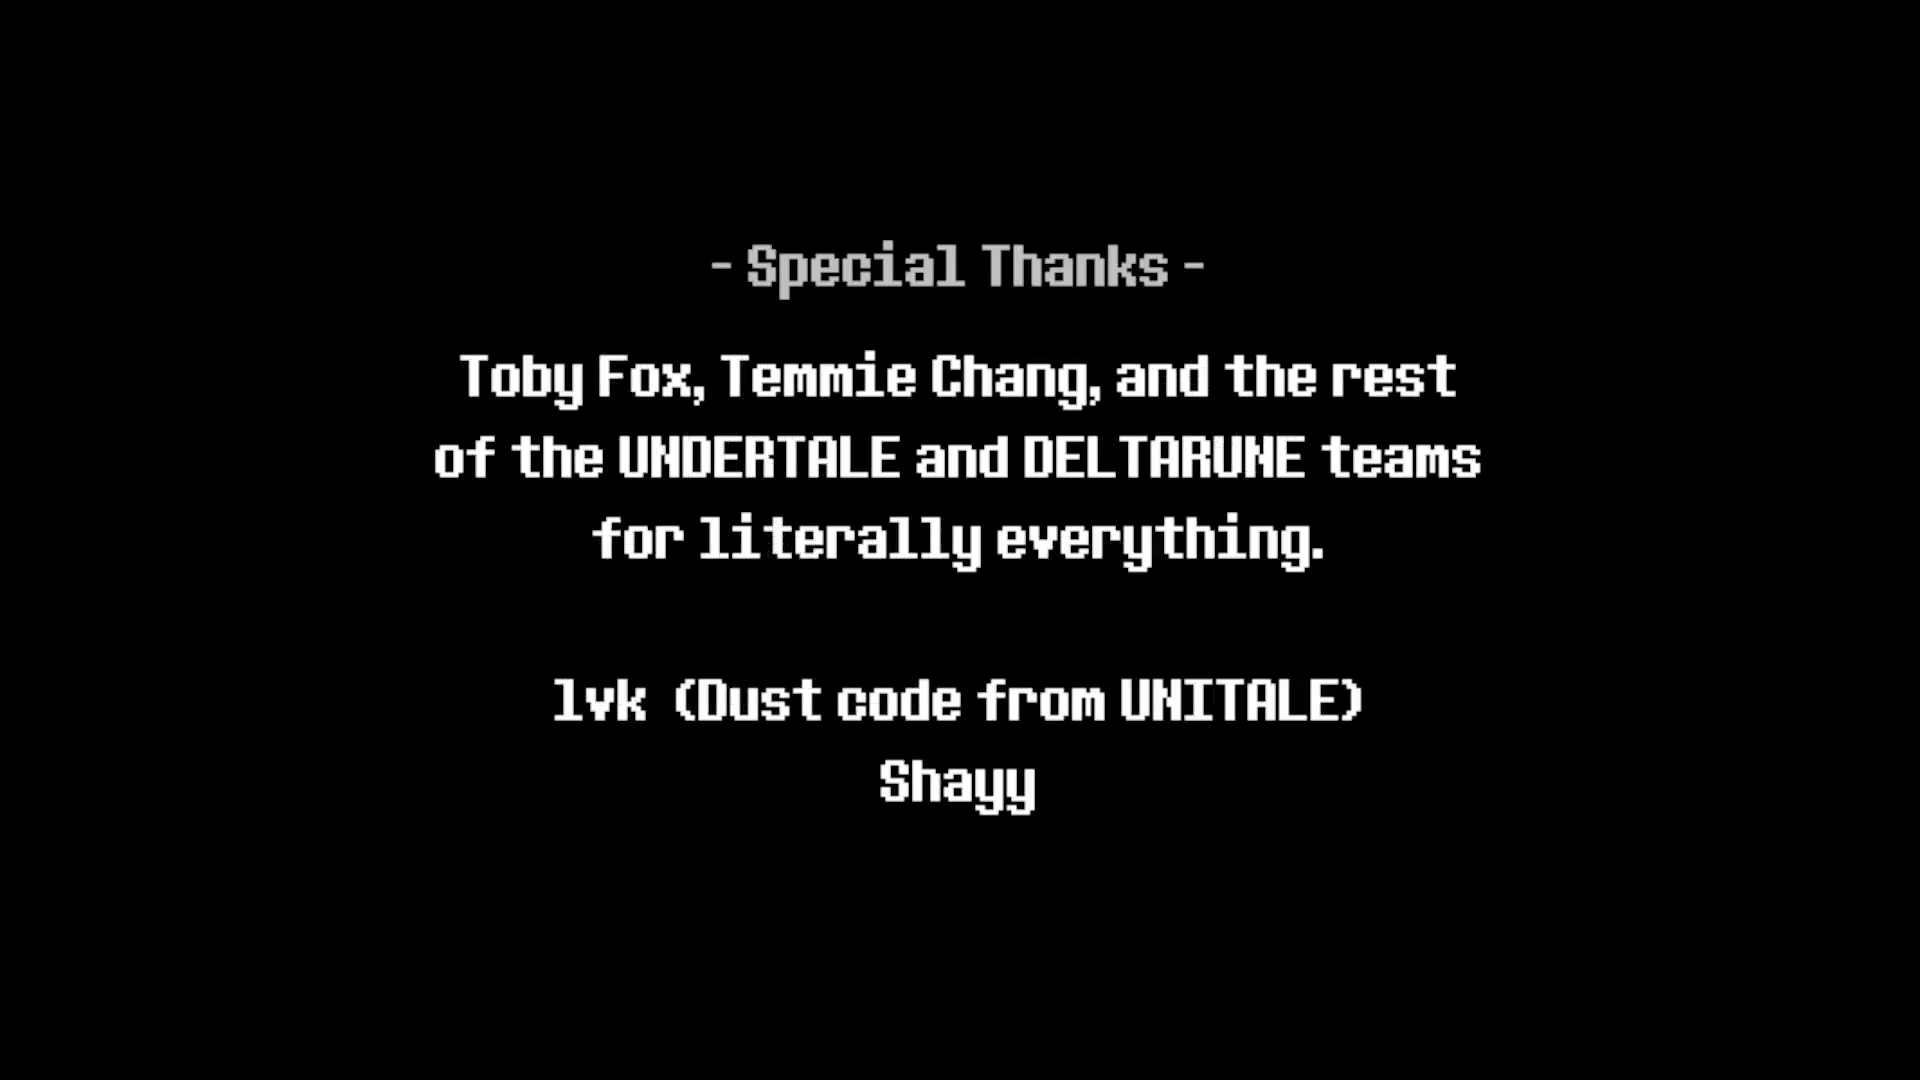 - Special Thanks -
Toby Fox, Temmie Chang, and the rest
of the UNDERTALE and DELTARUNE teams
for literally everything.
lvk (Dust code from UNITALE)
Shayy